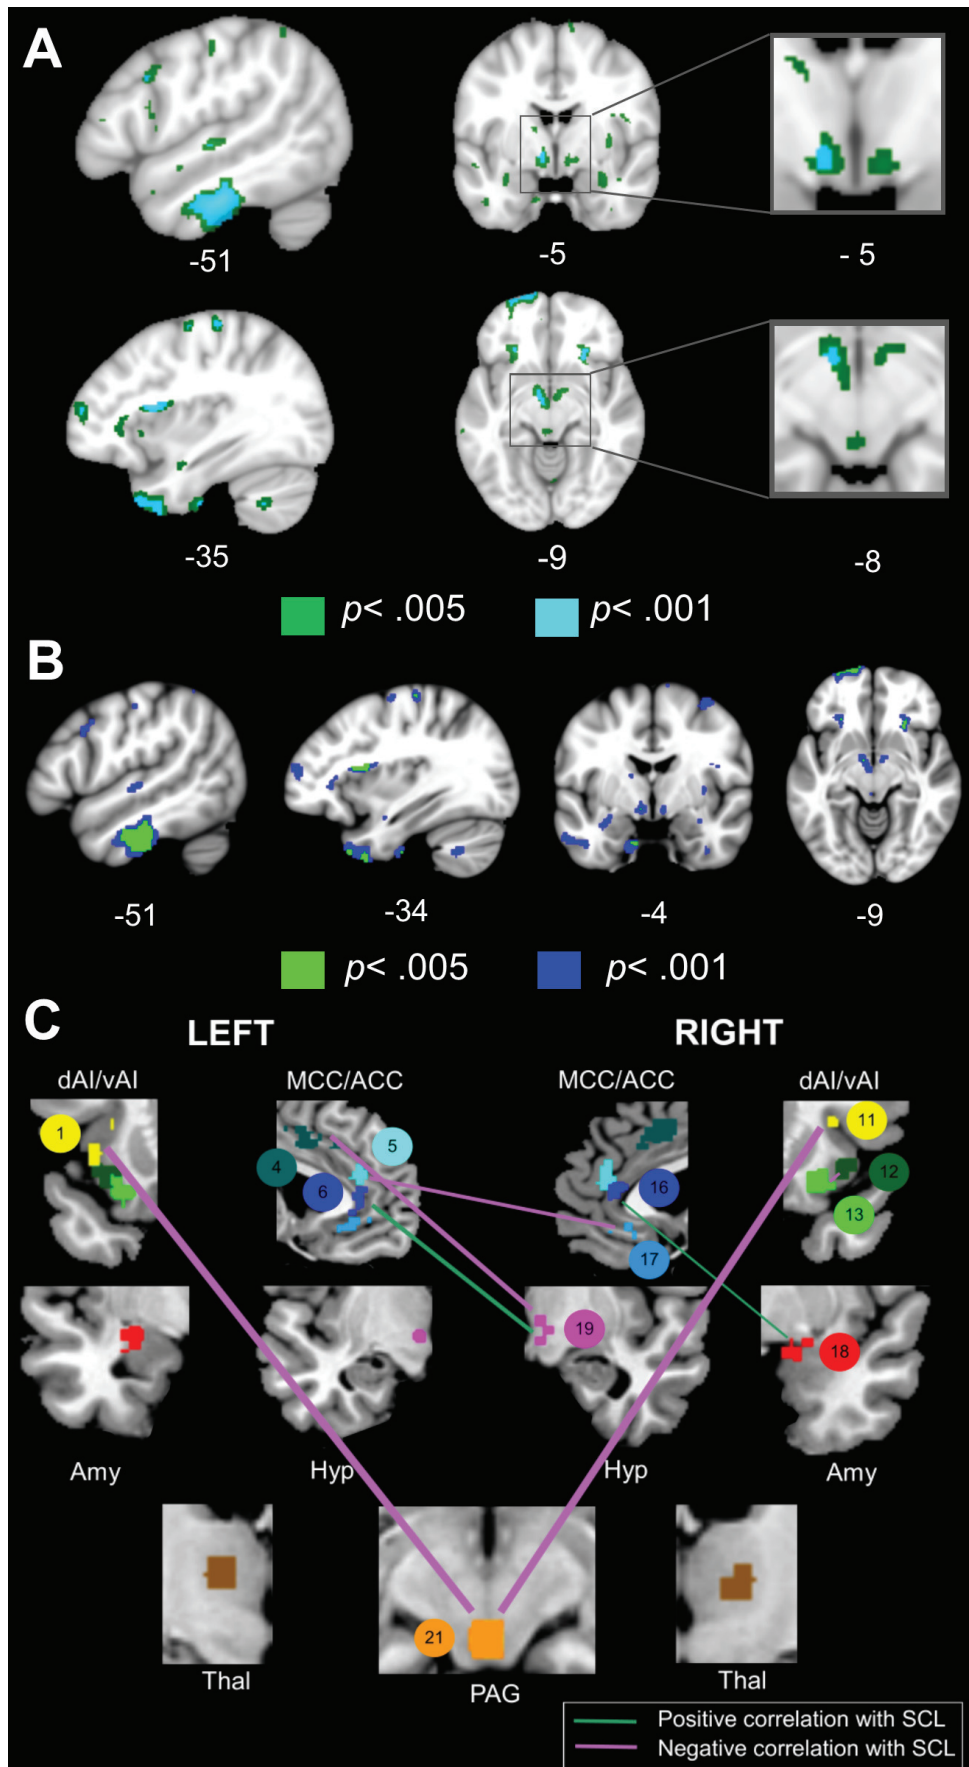 A
-51
-5
- 5
-35
-9
-8
p< .005
p< .001
B
-51
-34
-4
-9
p< .005
p< .001
C
LEFT
RIGHT
dAI/vAI
MCC/ACC
MCC/ACC
dAI/vAI
1
4
5
6
16
17
11
12
13
19
18
Amy
Hyp
Hyp
Amy
21
Thal
PAG
Thal
Positive correlation with SCL
Negative correlation with SCL